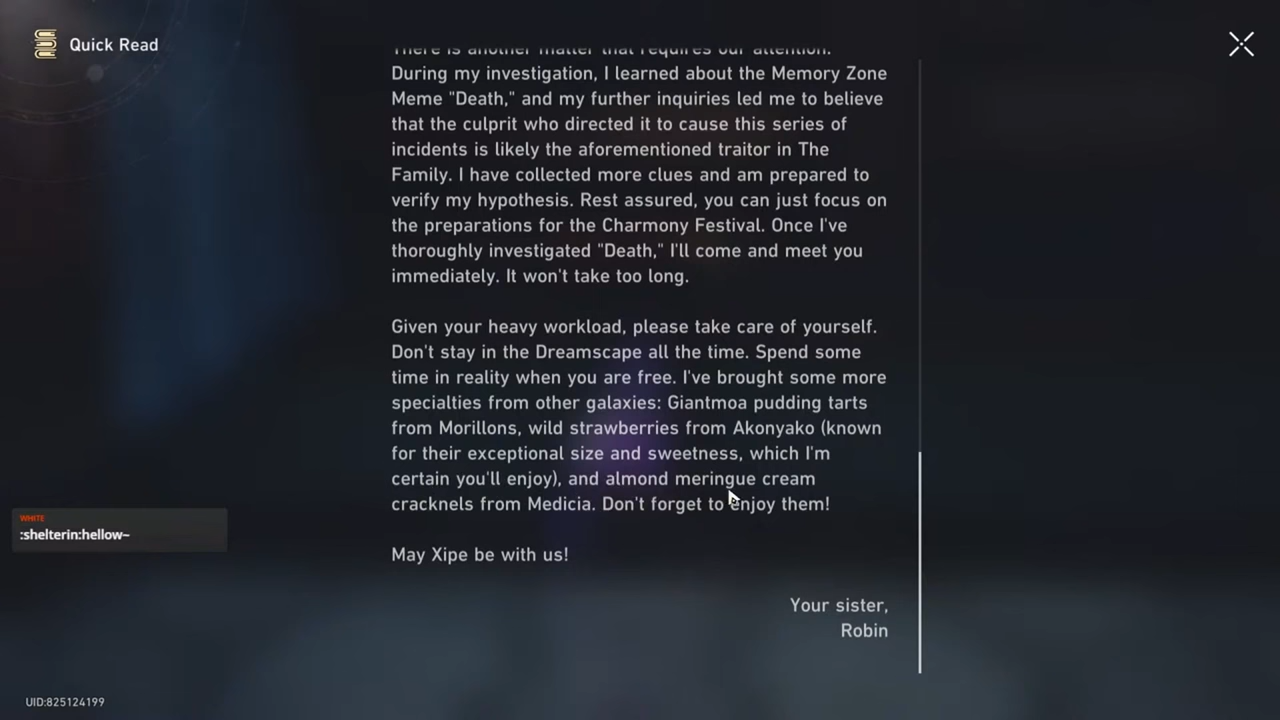 Quick Read
There is another matter that requires our attention.
During my investigation, I learned about the Memory Zone
Meme "Death," and my further inquiries led me to believe
that the culprit who directed it to cause this series of
incidents is likely the aforementioned traitor in The
Family. I have collected more clues and am prepared to
verify my hypothesis. Rest assured, you can just focus on
the preparations for the Charmony Festival. Once I've
thoroughly investigated "Death," I'll come and meet you
immediately. It won't take too long.
Given your heavy workload, please take care of yourself.
Don't stay in the Dreamscape all the time. Spend some
time in reality when you are free. I've brought some more
specialties from other galaxies: Giantmoa pudding tarts
from Morillons, wild strawberries from Akonyako (known
for their exceptional size and sweetness, which I'm
certain you'll enjoy), and almond meringue cream
cracknels from Medicia. Don't forget to enjoy them!
May Xipe be with us!
Your sister,
Robin
WHITE
:shelterin:hellow~
UID:825124199